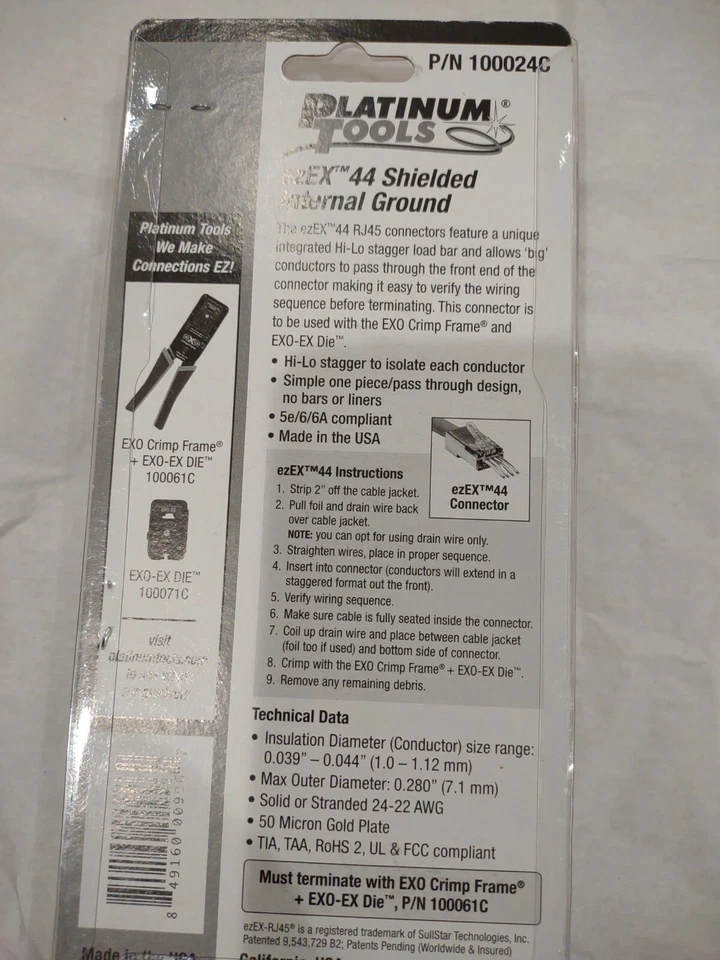 P/N 100024C
PLATINUM®
TOOLS
ezEX™44 Shielded
Internal Ground
The ezEX™44 RJ45 connectors feature a unique
integrated Hi-Lo stagger load bar and allows ‘big’
conductors to pass through the front end of the
connector making it easy to verify the wiring
sequence before terminating. This connector is
to be used with the EXO Crimp Frame® and
EXO-EX Die™.
• Hi-Lo stagger to isolate each conductor
• Simple one piece/pass through design,
no bars or liners
• 5e/6/6A compliant
• Made in the USA
ezEX™44
Connector
ezEX™44 Instructions
1. Strip 2” off the cable jacket.
2. Pull foil and drain wire back
over cable jacket.
NOTE: you can opt for using drain wire only.
3. Straighten wires, place in proper sequence.
4. Insert into connector (conductors will extend in a
staggered format out the front).
5. Verify wiring sequence.
6. Make sure cable is fully seated inside the connector.
7. Coil up drain wire and place between cable jacket
(foil too if used) and bottom side of connector.
8. Crimp with the EXO Crimp Frame® + EXO-EX Die™.
9. Remove any remaining debris.
Technical Data
• Insulation Diameter (Conductor) size range:
0.039” – 0.044” (1.0 – 1.12 mm)
• Max Outer Diameter: 0.280” (7.1 mm)
• Solid or Stranded 24-22 AWG
• 50 Micron Gold Plate
• TIA, TAA, RoHS 2, UL & FCC compliant
Must terminate with EXO Crimp Frame®
+ EXO-EX Die™, P/N 100061C
ezEX-RJ45® is a registered trademark of SullStar Technologies, Inc.
Patented 9,543,729 B2; Patents Pending (Worldwide & Insured)
California, USA
Platinum Tools
We Make
Connections EZ!
EXO Crimp Frame®
+ EXO-EX DIE™
100061C
EXO-EX DIE™
100071C
visit
platinumtools.com
8 49160
Made in the USA